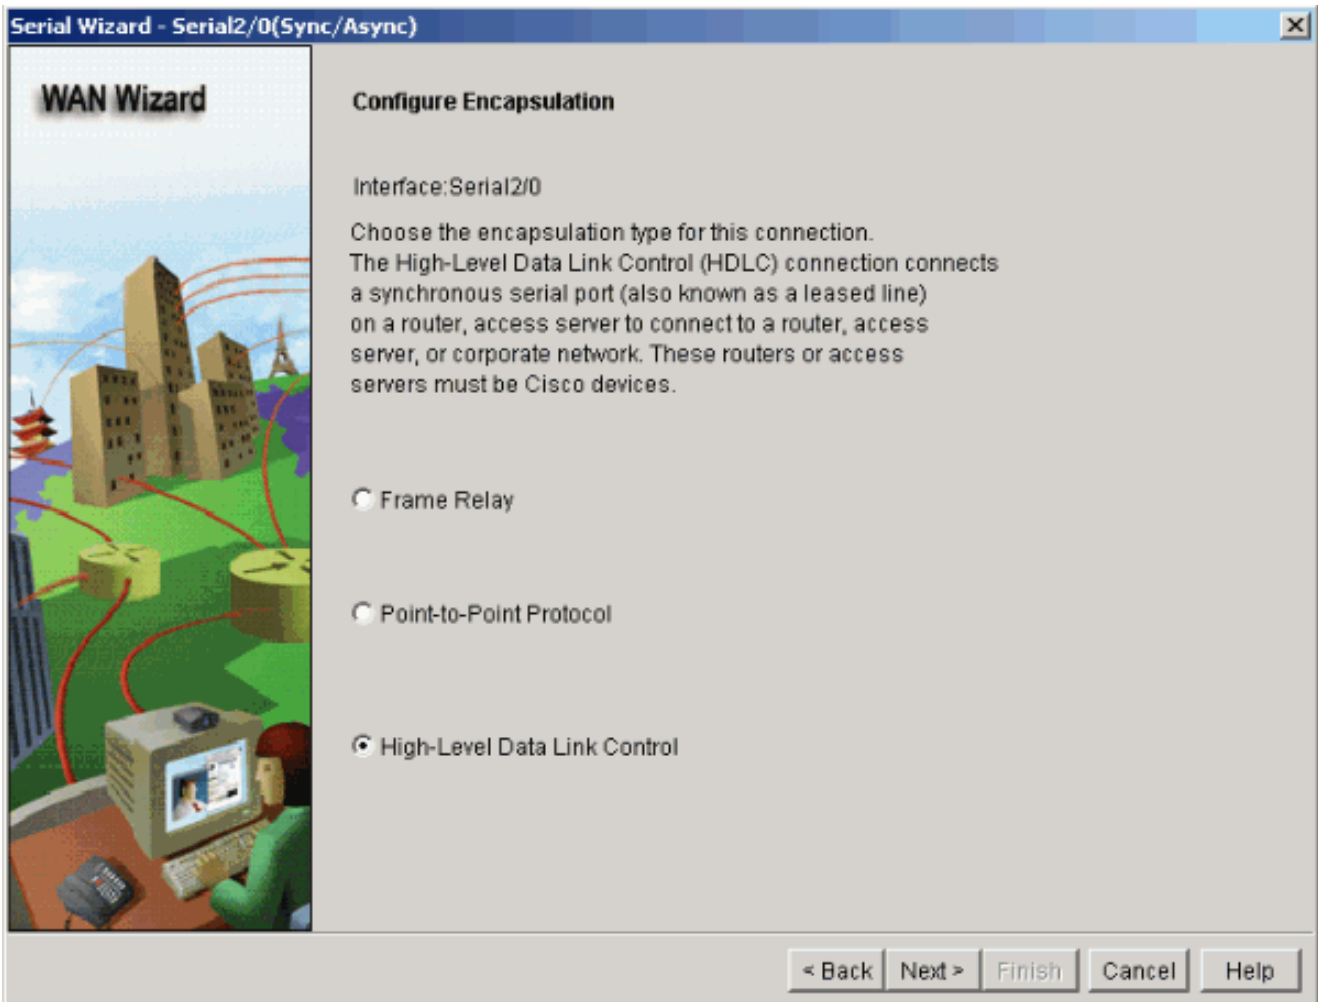 Serial Wizard - Serial2/0(Sync/Async)
WAN Wizard
Configure Encapsulation
Interface:Serial2/0
Choose the encapsulation type for this connection.
The High-Level Data Link Control (HDLC) connection connects
a synchronous serial port (also known as a leased line)
on a router, access server to connect to a router, access
server, or corporate network. These routers or access
servers must be Cisco devices.
Frame Relay
Point-to-Point Protocol
High-Level Data Link Control
< Back Next > Finish Cancel Help